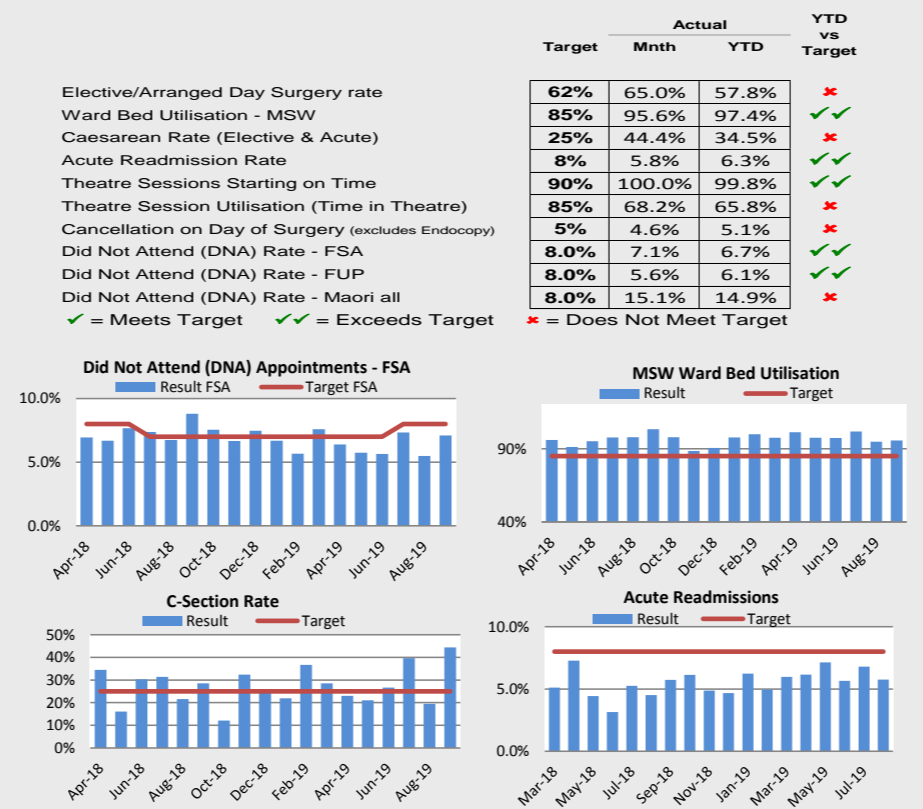 Actual
YTD vs Target
Target Mnth YTD
Elective/Arranged Day Surgery rate 62% 65.0% 57.8% ✖
Ward Bed Utilisation - MSW 85% 95.6% 97.4% ✓✓
Caesarean Rate (Elective & Acute) 25% 44.4% 34.5% ✖
Acute Readmission Rate 8% 5.8% 6.3% ✓✓
Theatre Sessions Starting on Time 90% 100.0% 99.8% ✓✓
Theatre Session Utilisation (Time in Theatre) 85% 68.2% 65.8% ✖
Cancellation on Day of Surgery (excludes Endocopy) 5% 4.6% 5.1% ✖
Did Not Attend (DNA) Rate - FSA 8.0% 7.1% 6.7% ✓✓
Did Not Attend (DNA) Rate - FUP 8.0% 5.6% 6.1% ✓✓
Did Not Attend (DNA) Rate - Maori all 8.0% 15.1% 14.9% ✖
✓ = Meets Target ✓✓ = Exceeds Target ✖ = Does Not Meet Target
Did Not Attend (DNA) Appointments - FSA
Result FSA Target FSA
10.0%
5.0%
0.0%
Apr-18 Jun-18 Aug-18 Oct-18 Dec-18 Feb-19 Apr-19 Jun-19 Aug-19
MSW Ward Bed Utilisation
Result Target
90%
40%
Apr-18 Jun-18 Aug-18 Oct-18 Dec-18 Feb-19 Apr-19 Jun-19 Aug-19
C-Section Rate
Result Target
50%
40%
30%
20%
10%
0%
Apr-18 Jun-18 Aug-18 Oct-18 Dec-18 Feb-19 Apr-19 Jun-19 Aug-19
Acute Readmissions
Result Target
10.0%
5.0%
0.0%
Mar-18 May-18 Jul-18 Sep-18 Nov-18 Jan-19 Mar-19 May-19 Jul-19